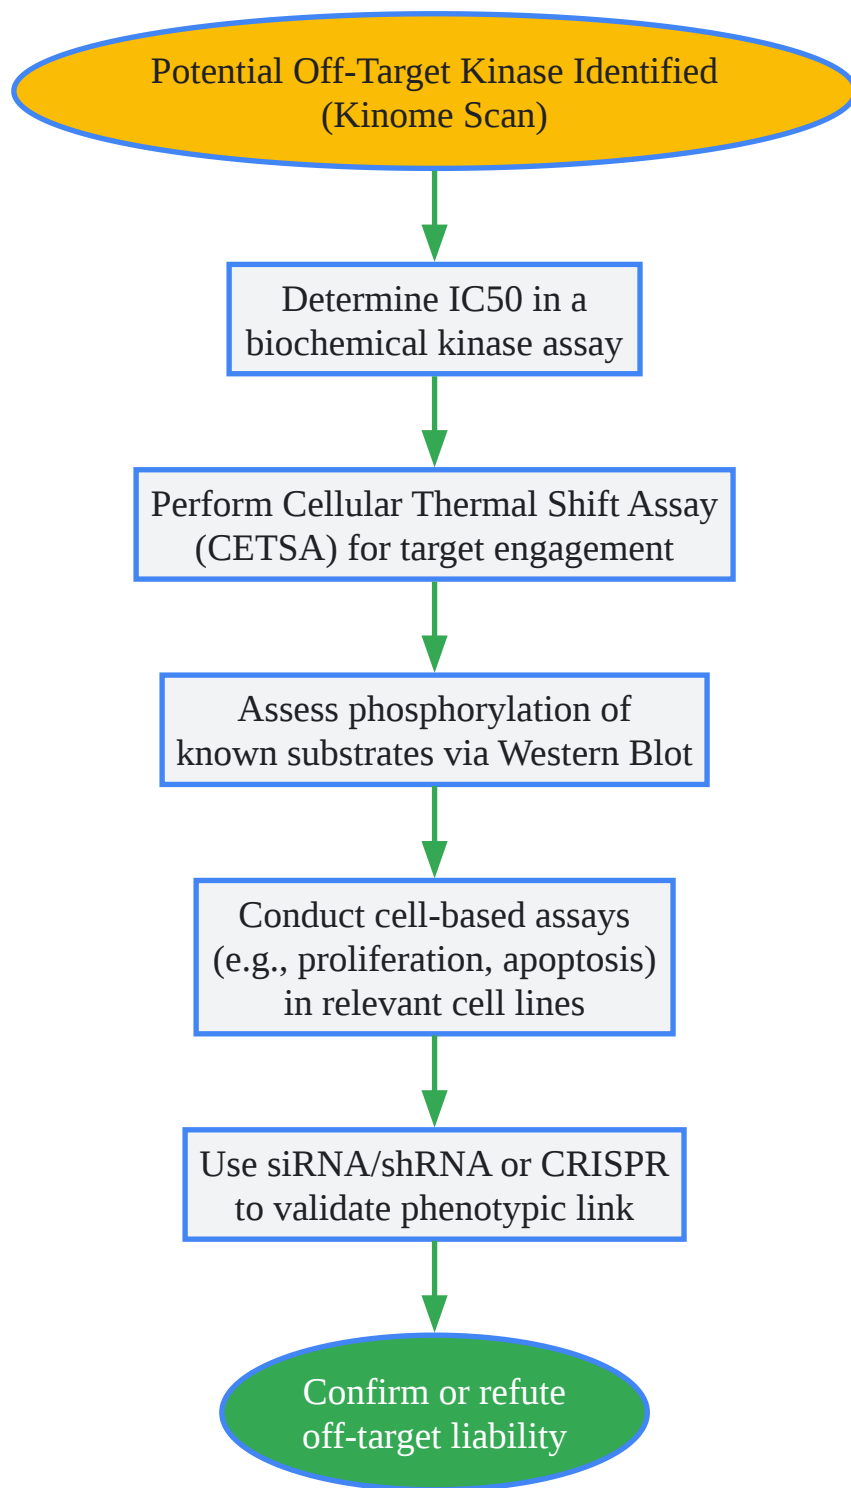 Potential Off-Target Kinase Identified
(Kinome Scan)
Determine IC50 in a
biochemical kinase assay
Perform Cellular Thermal Shift Assay
(CETSA) for target engagement
Assess phosphorylation of
known substrates via Western Blot
Conduct cell-based assays
(e.g., proliferation, apoptosis)
in relevant cell lines
Use siRNA/shRNA or CRISPR
to validate phenotypic link
Confirm or refute
off-target liability